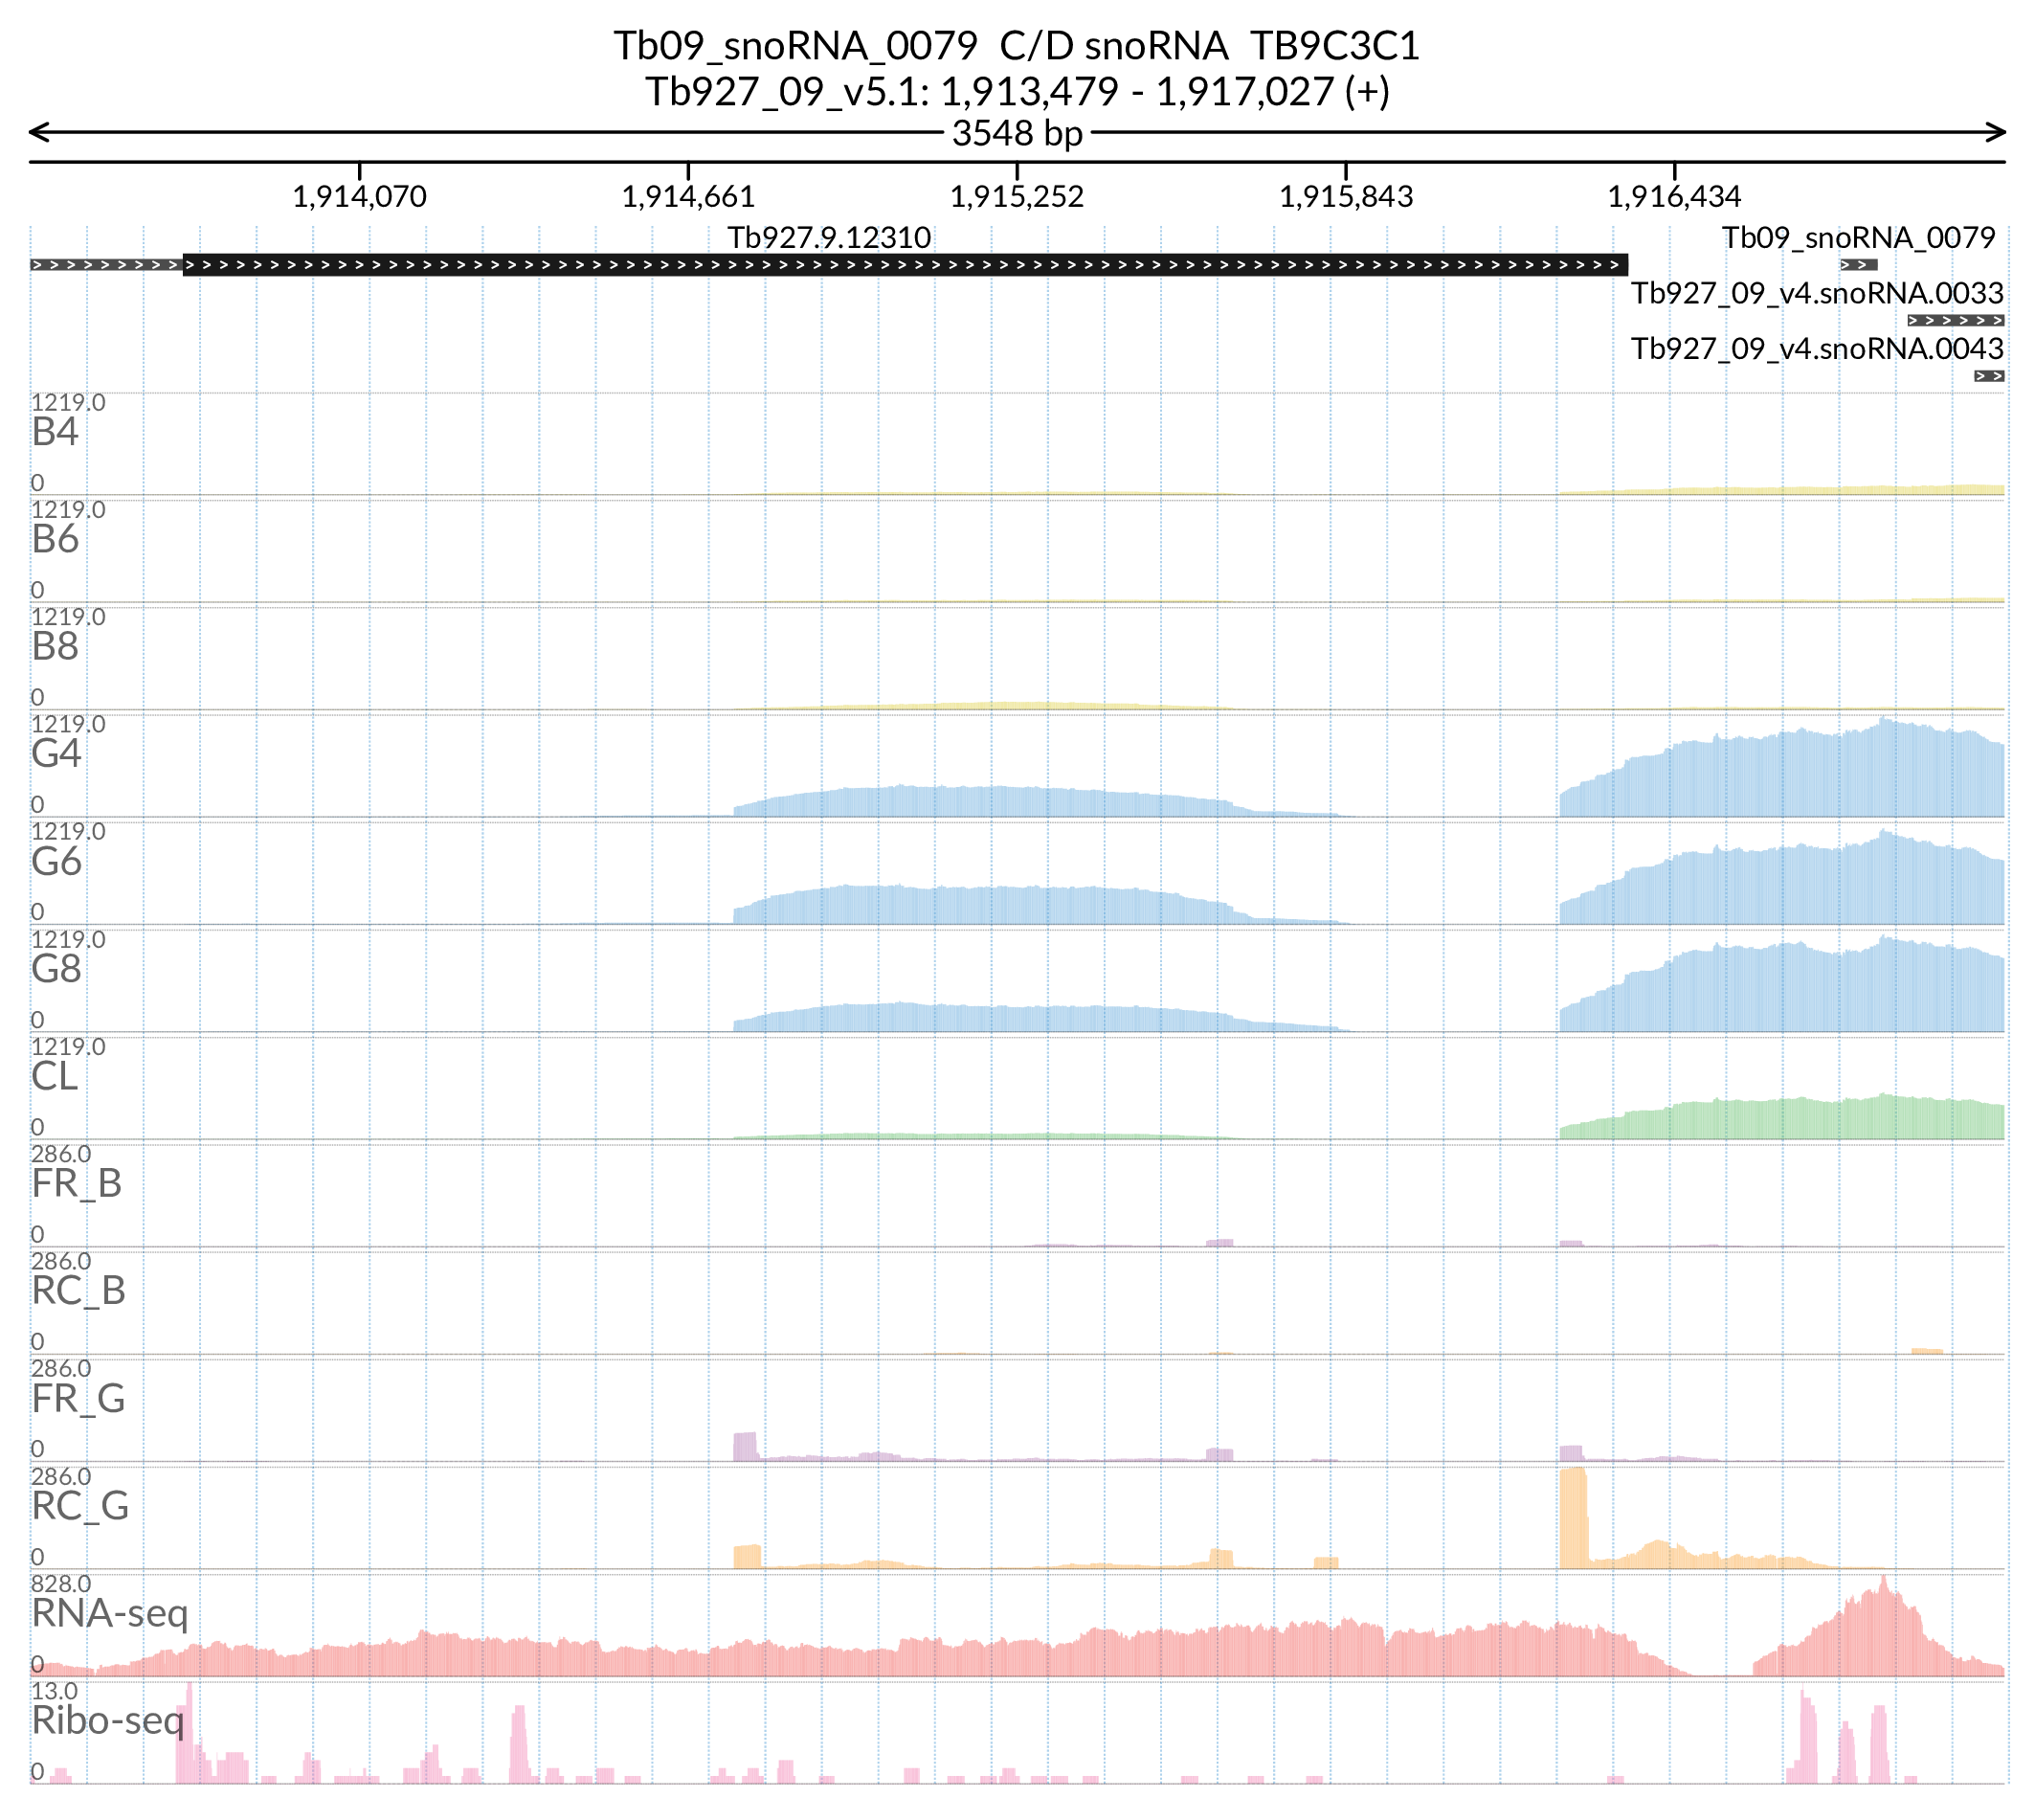 Tb09_snoRNA_0079 C/D snoRNA TB9C3C1
Tb927_09_v5.1: 1,913,479 - 1,917,027 (+)
3548 bp
1,914,070 1,914,661 1,915,252 1,915,843 1,916,434
Tb927.9.12310 Tb09_snoRNA_0079
Tb927_09_v4.snoRNA.0033
Tb927_09_v4.snoRNA.0043
1219.0
B4
0
1219.0
B6
0
1219.0
B8
0
1219.0
G4
0
1219.0
G6
0
1219.0
G8
0
1219.0
CL
0
286.0
FR_B
0
286.0
RC_B
0
286.0
FR_G
0
286.0
RC_G
0
828.0
RNA-seq
0
13.0
Ribo-seq
0